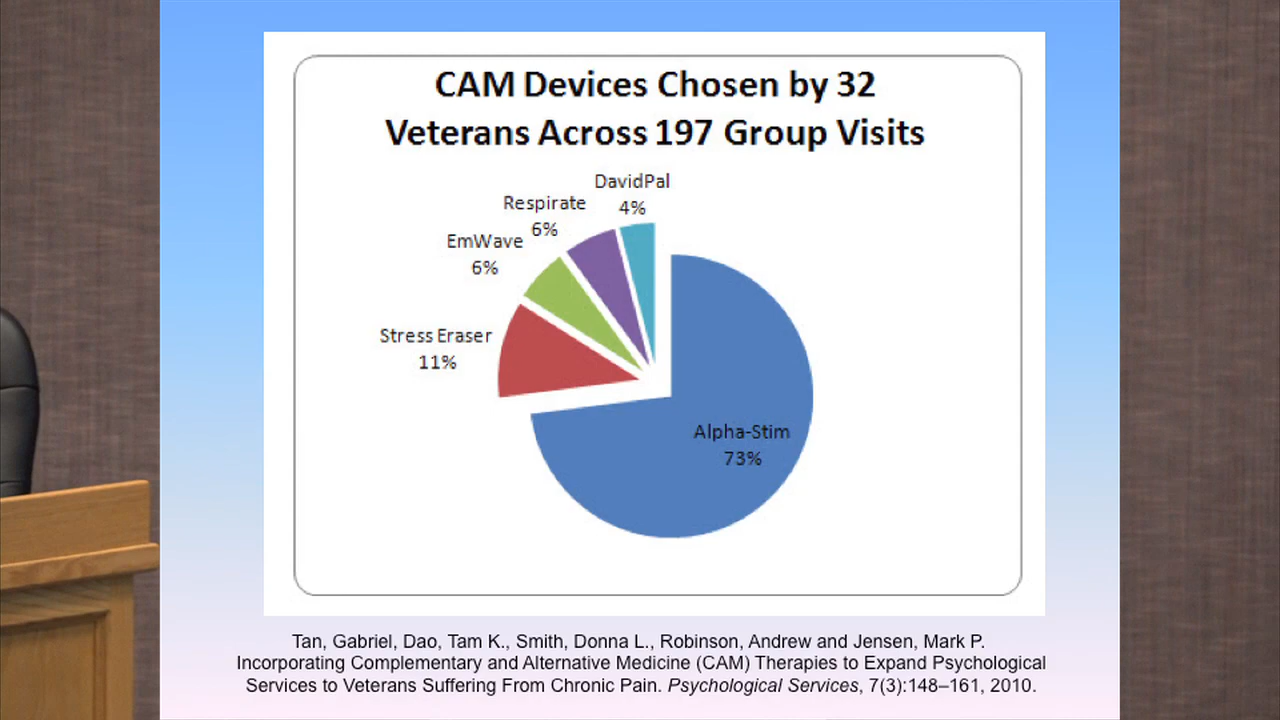 CAM Devices Chosen by 32
Veterans Across 197 Group Visits
DavidPal
4%
Respirate
6%
EmWave
6%
Stress Eraser
11%
Alpha-Stim
73%
Tan, Gabriel, Dao, Tam K., Smith, Donna L., Robinson, Andrew and Jensen, Mark P.
Incorporating Complementary and Alternative Medicine (CAM) Therapies to Expand Psychological
Services to Veterans Suffering From Chronic Pain. Psychological Services, 7(3):148–161, 2010.